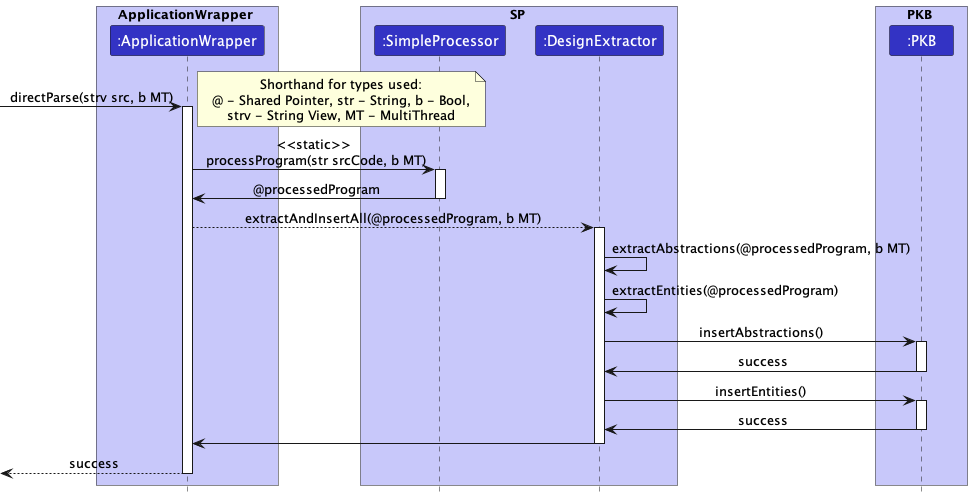 ApplicationWrapper
SP
PKB
:ApplicationWrapper
:SimpleProcessor
:DesignExtractor
:PKB
Shorthand for types used:
@ - Shared Pointer, str - String, b - Bool,
strv - String View, MT - MultiThread
directParse(strv src, b MT)
<<static>>
processProgram(str srcCode, b MT)
@processedProgram
extractAndInsertAll(@processedProgram, b MT)
extractAbstractions(@processedProgram, b MT)
extractEntities(@processedProgram)
insertAbstractions()
success
insertEntities()
success
success